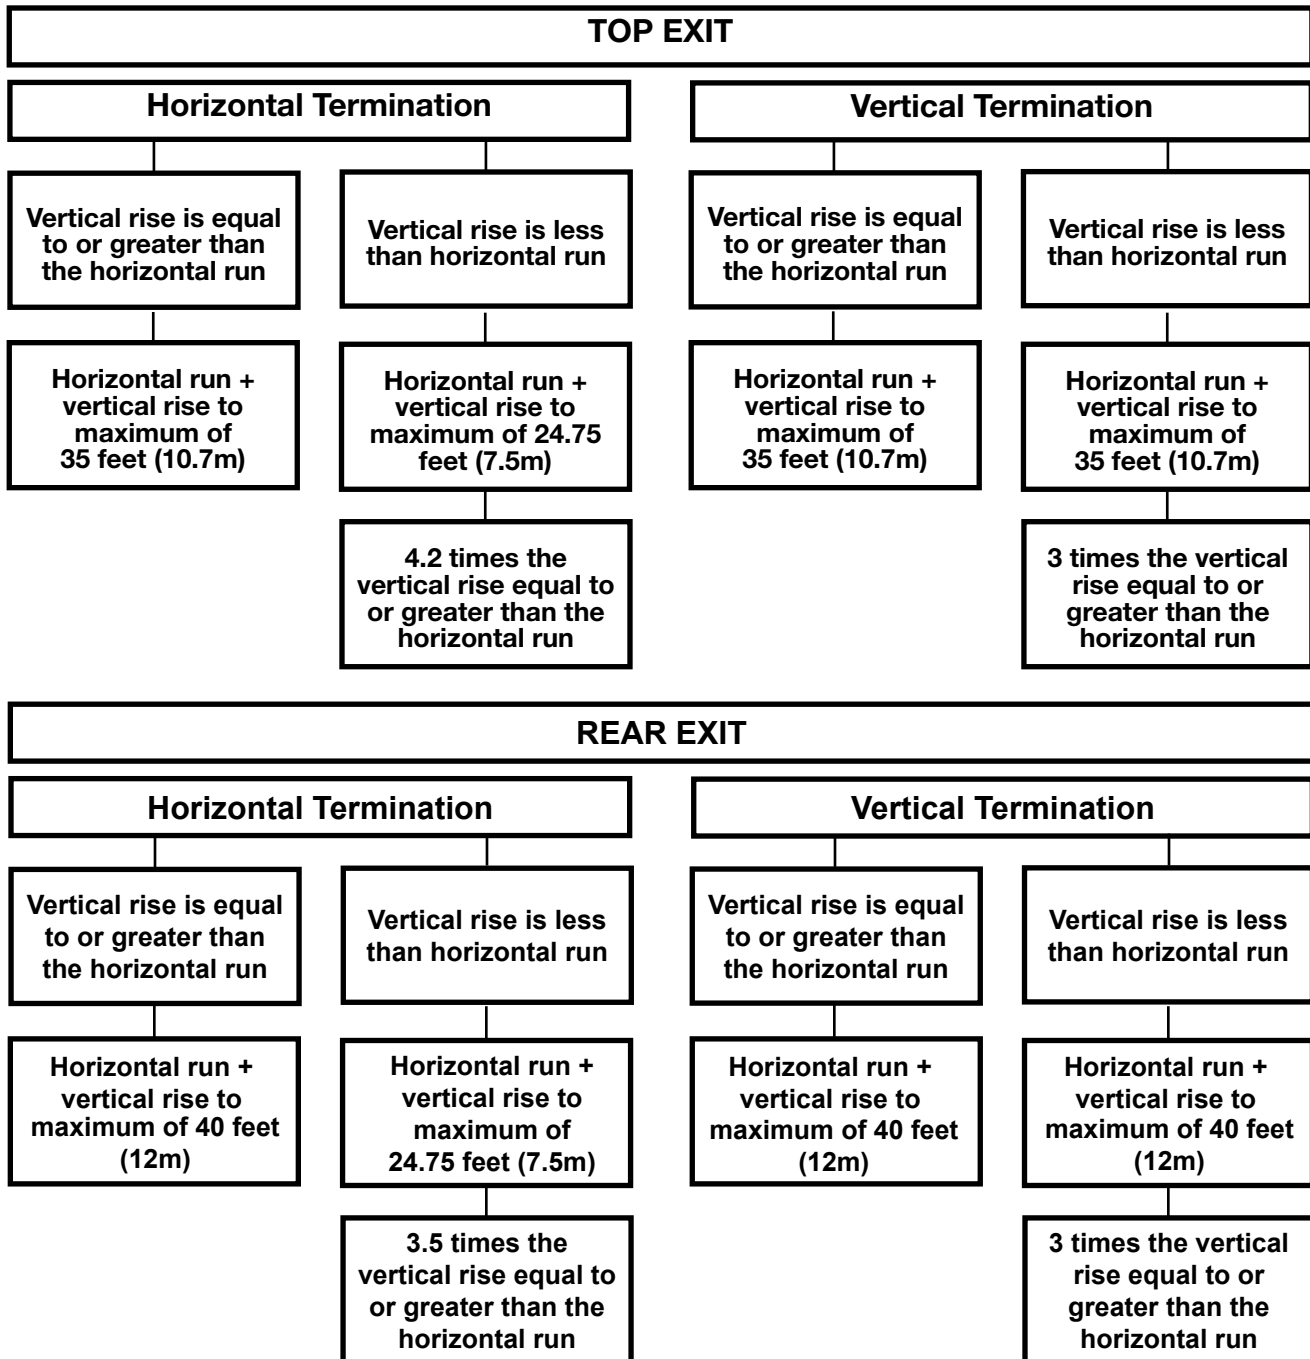 TOP EXIT
Horizontal Termination
Vertical rise is equal
to or greater than
the horizontal run
Horizontal run +
vertical rise to
maximum of
35 feet (10.7m)
Vertical rise is less
than horizontal run
Horizontal run +
vertical rise to
maximum of 24.75
feet (7.5m)
4.2 times the
vertical rise equal to
or greater than the
horizontal run
Vertical Termination
Vertical rise is equal
to or greater than
the horizontal run
Horizontal run +
vertical rise to
maximum of
35 feet (10.7m)
Vertical rise is less
than horizontal run
Horizontal run +
vertical rise to
maximum of
35 feet (10.7m)
3 times the vertical
rise equal to or
greater than the
horizontal run
REAR EXIT
Horizontal Termination
Vertical rise is equal
to or greater than
the horizontal run
Horizontal run +
vertical rise to
maximum of 40 feet
(12m)
Vertical rise is less
than horizontal run
Horizontal run +
vertical rise to
maximum of
24.75 feet (7.5m)
3.5 times the
vertical rise equal to
or greater than the
horizontal run
Vertical Termination
Vertical rise is equal
to or greater than
the horizontal run
Horizontal run +
vertical rise to
maximum of 40 feet
(12m)
Vertical rise is less
than horizontal run
Horizontal run +
vertical rise to
maximum of 40 feet
(12m)
3 times the vertical
rise equal to or
greater than the
horizontal run